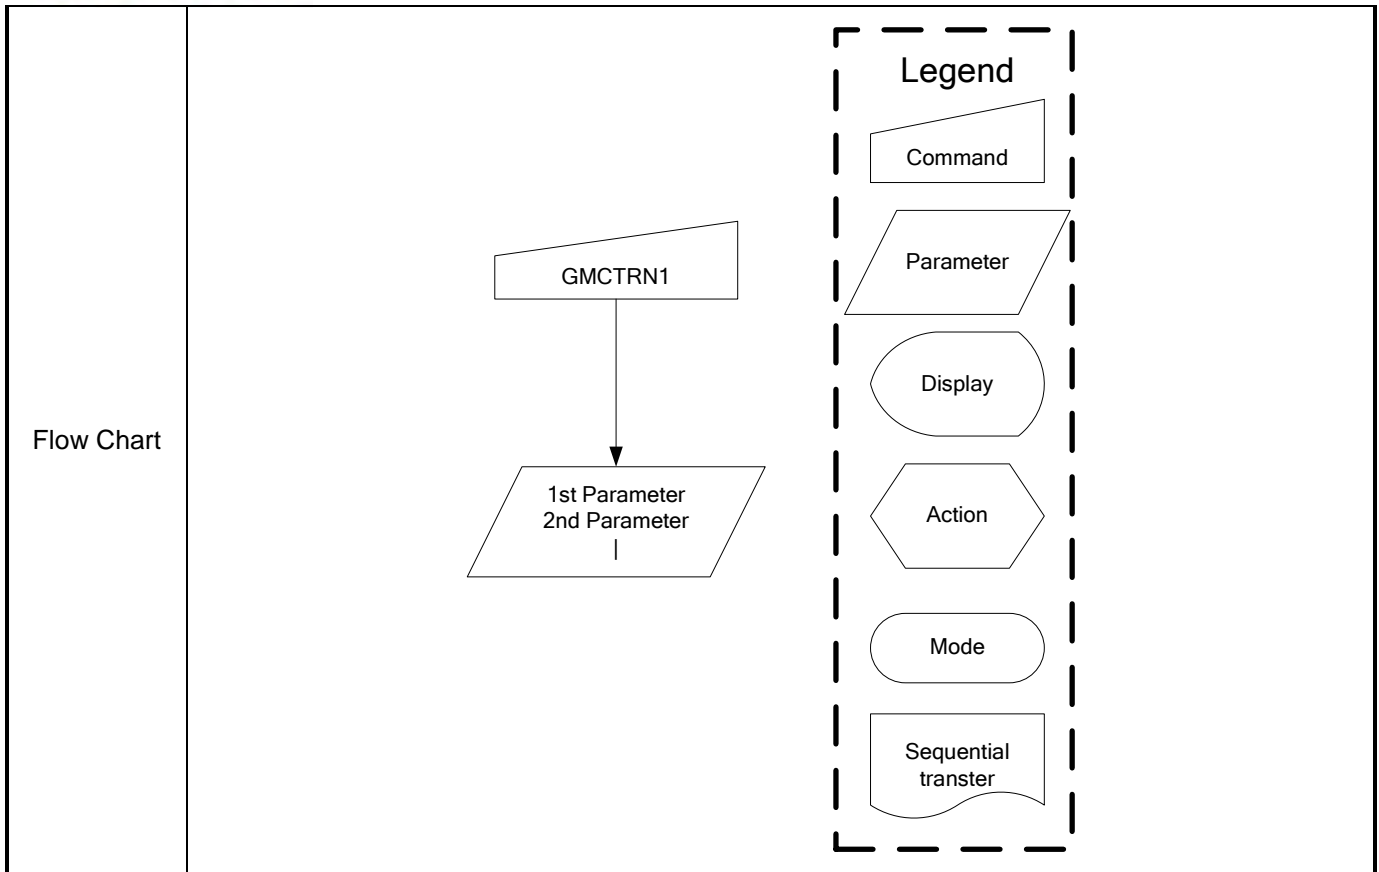 Flow Chart
GMCTRN1
1st Parameter
2nd Parameter
|
Legend
Command
Parameter
Display
Action
Mode
Sequential
transter